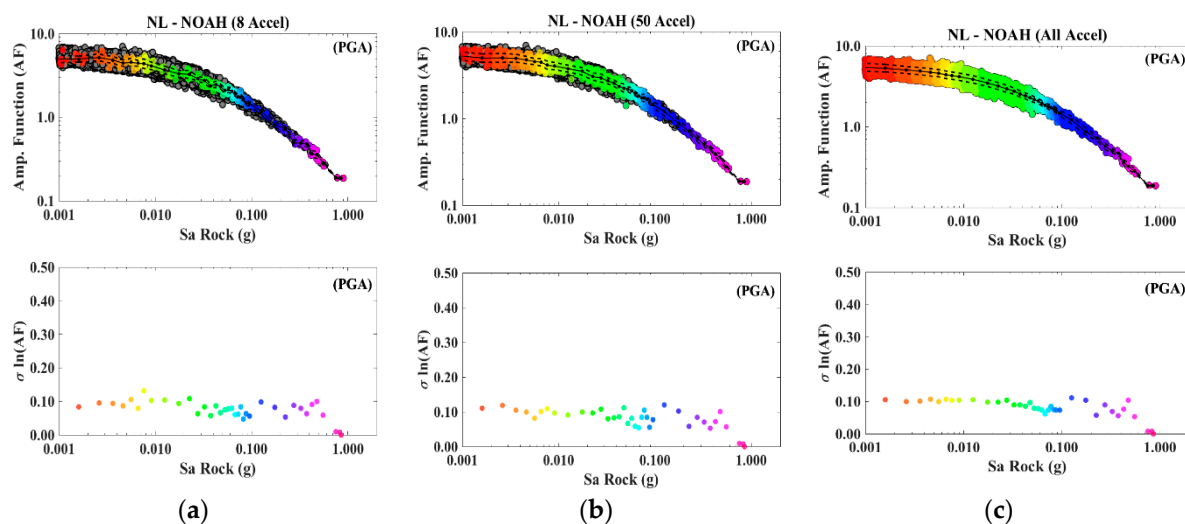 NL - NOAH (8 Accel)
(PGA)
Amp. Function (AF)
10.0
1.0
0.1
0.001
0.010
0.100
1.000
Sa Rock (g)
(PGA)
σ ln(AF)
0.50
0.40
0.30
0.20
0.10
0.00
0.001
0.010
0.100
1.000
Sa Rock (g)
(a)
NL - NOAH (50 Accel)
(PGA)
Amp. Function (AF)
10.0
1.0
0.1
0.001
0.010
0.100
1.000
Sa Rock (g)
(PGA)
σ ln(AF)
0.50
0.40
0.30
0.20
0.10
0.00
0.001
0.010
0.100
1.000
Sa Rock (g)
(b)
NL - NOAH (All Accel)
(PGA)
Amp. Function (AF)
10.0
1.0
0.1
0.001
0.010
0.100
1.000
Sa Rock (g)
(PGA)
σ ln(AF)
0.50
0.40
0.30
0.20
0.10
0.00
0.001
0.010
0.100
1.000
Sa Rock (g)
(c)